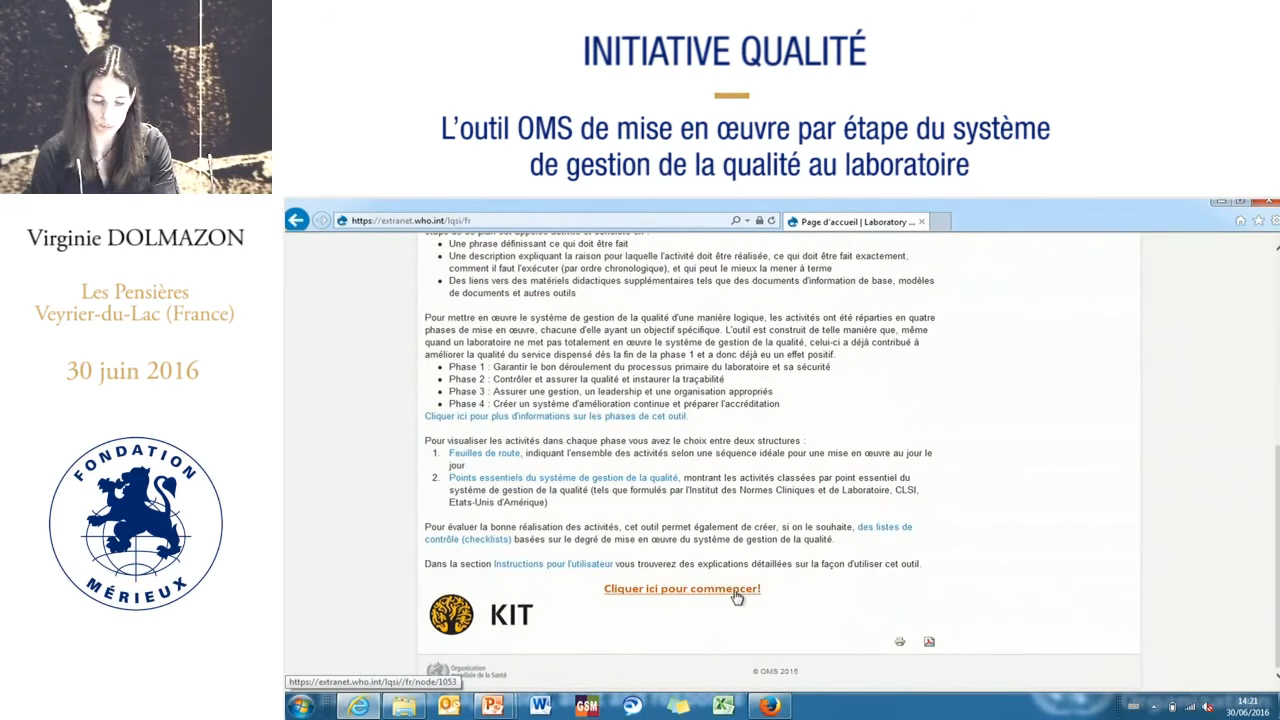 INITIATIVE QUALITÉ
L'outil OMS de mise en œuvre par étape du système
de gestion de la qualité au laboratoire
Virginie DOLMAZON
Les Pensières
Veyrier-du-Lac (France)
30 juin 2016
FONDATION
MÉRIEUX
https://extranet.who.int/lqsi/fr
Page d'accueil | Laboratory ...
Une phrase définissant ce qui doit être fait
Une description expliquant la raison pour laquelle l'activité doit être réalisée, ce qui doit être fait exactement,
comment il faut l'exécuter (par ordre chronologique), et qui peut le mieux la mener à terme
Des liens vers des matériels didactiques supplémentaires tels que des documents d'information de base, modèles
de documents et autres outils
Pour mettre en œuvre le système de gestion de la qualité d'une manière logique, les activités ont été réparties en quatre
phases de mise en œuvre, chacune d'elle ayant un objectif spécifique. L'outil est construit de telle manière que, même
quand un laboratoire ne met pas totalement en œuvre le système de gestion de la qualité, celui-ci a déjà contribué à
améliorer la qualité du service dispensé dès la fin de la phase 1 et a donc déjà eu un effet positif.
Phase 1 : Garantir le bon déroulement du processus primaire du laboratoire et sa sécurité
Phase 2 : Contrôler et assurer la qualité et instaurer la traçabilité
Phase 3 : Assurer une gestion, un leadership et une organisation appropriés
Phase 4 : Créer un système d'amélioration continue et préparer l'accréditation
Cliquer ici pour plus d'informations sur les phases de cet outil.
Pour visualiser les activités dans chaque phase vous avez le choix entre deux structures :
1. Feuilles de route, indiquant l'ensemble des activités selon une séquence idéale pour une mise en œuvre au jour le
jour
2. Points essentiels du système de gestion de la qualité, montrant les activités classées par point essentiel du
système de gestion de la qualité (tels que formulés par l'Institut des Normes Cliniques et de Laboratoire, CLSI,
Etats-Unis d'Amérique)
Pour évaluer la bonne réalisation des activités, cet outil permet également de créer, si on le souhaite, des listes de
contrôle (checklists) basées sur le degré de mise en œuvre du système de gestion de la qualité.
Dans la section Instructions pour l'utilisateur vous trouverez des explications détaillées sur la façon d'utiliser cet outil.
Cliquer ici pour commencer!
KIT
Organisation
mondiale de la Santé
© OMS 2015
https://extranet.who.int/lqsi//fr/node/1053
GSM
14:21
30/06/2016